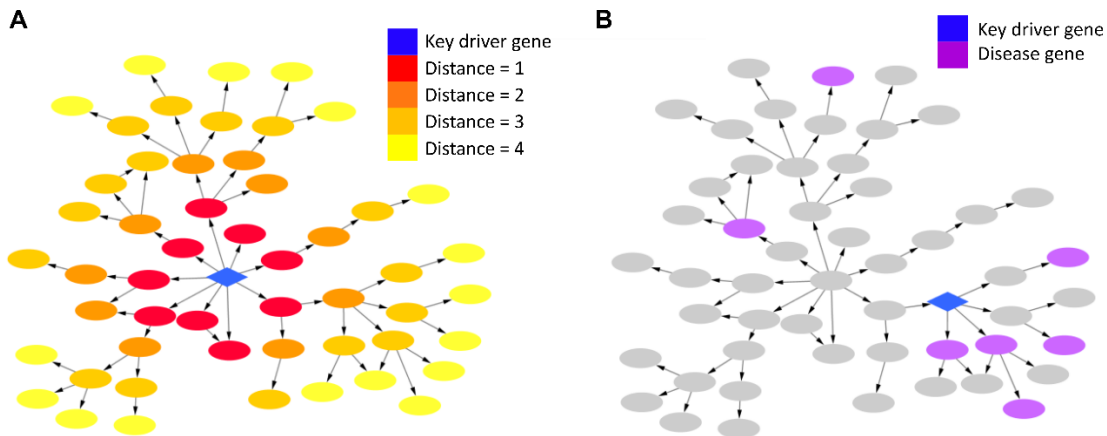 A
Key driver gene
Distance = 1
Distance = 2
Distance = 3
Distance = 4
B
Key driver gene
Disease gene